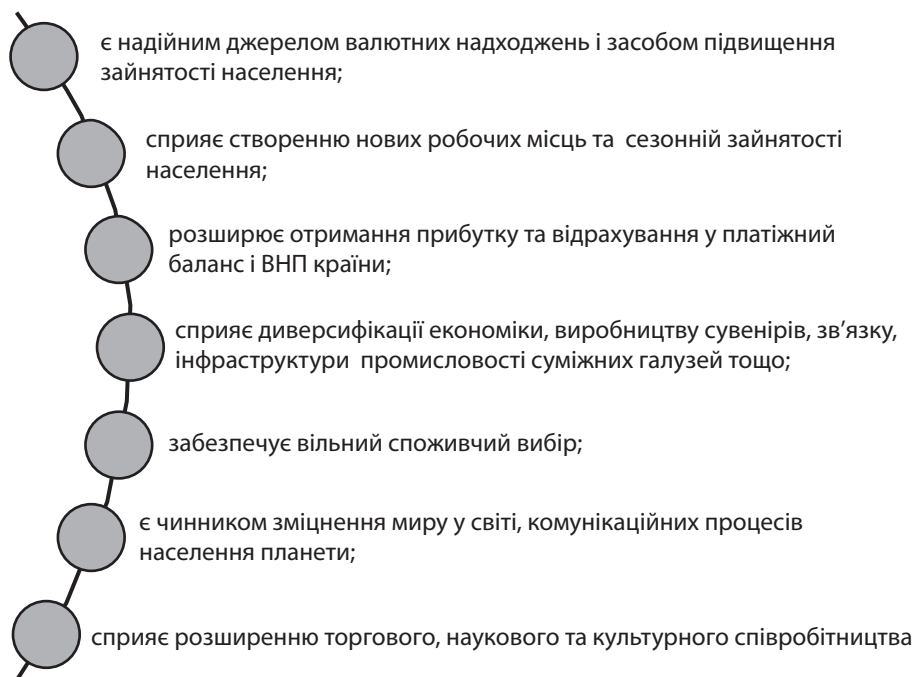 є надійним джерелом валютних надходжень і засобом підвищення
зайнятості населення;
сприяє створенню нових робочих місць та сезонній зайнятості
населення;
розширює отримання прибутку та відрахування у платіжний
баланс і ВНП країни;
сприяє диверсифікації економіки, виробництву сувенірів, зв'язку,
інфраструктури промисловості суміжних галузей тощо;
забезпечує вільний споживчий вибір;
є чинником зміцнення миру у світі, комунікаційних процесів
населення планети;
сприяє розширенню торгового, наукового та культурного співробітництва